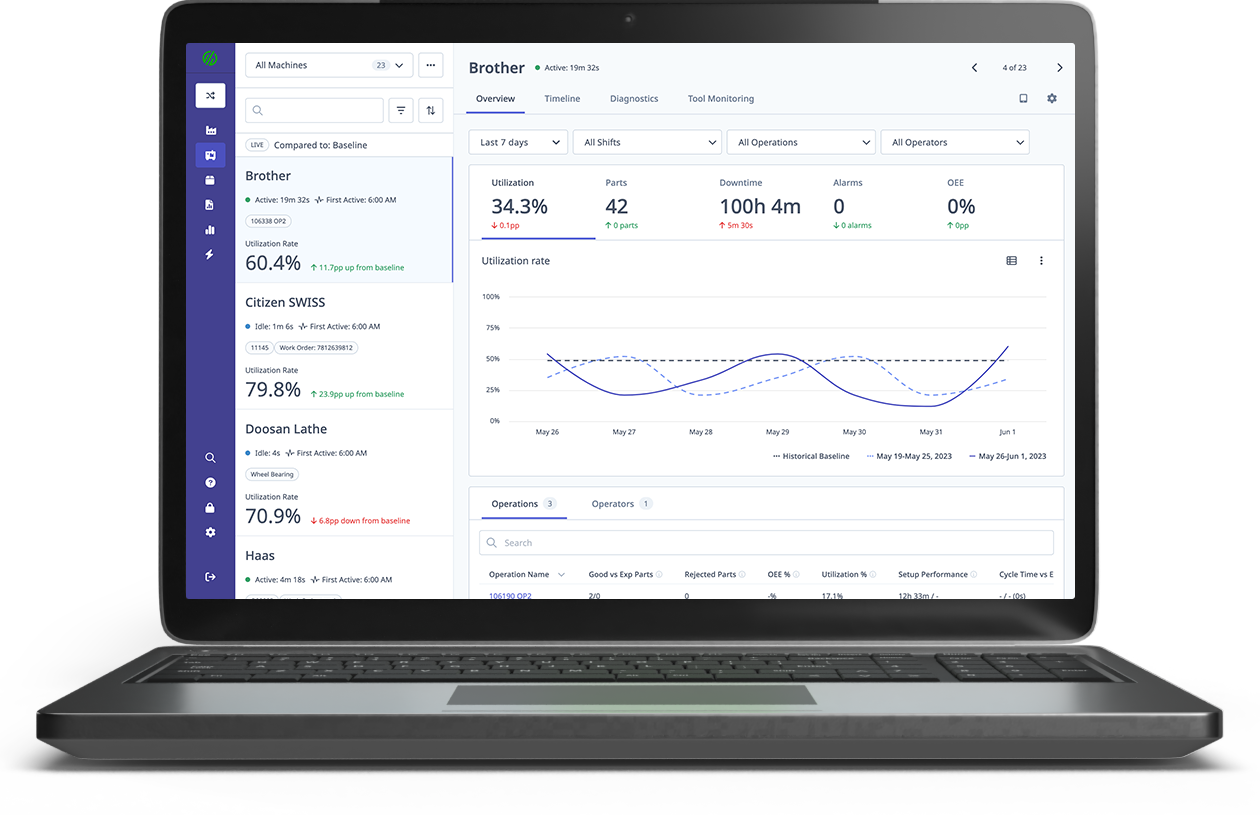 All Machines 23
LIVE Compared to: Baseline
Brother
Active: 19m 32s First Active: 6:00 AM
106338 OP2
Utilization Rate
60.4% 11.7pp up from baseline
Citizen SWISS
Idle: 1m 6s First Active: 6:00 AM
11145 Work Order: 7812639812
Utilization Rate
79.8% 23.9pp up from baseline
Doosan Lathe
Idle: 4s First Active: 6:00 AM
Wheel Bearing
Utilization Rate
70.9% 6.8pp down from baseline
Haas
Active: 4m 18s First Active: 6:00 AM
Brother Active: 19m 32s 4 of 23
Overview Timeline Diagnostics Tool Monitoring
Last 7 days All Shifts All Operations All Operators
Utilization Parts Downtime Alarms OEE
34.3% 42 100h 4m 0 0%
0.1pp 0 parts 5m 30s 0 alarms 0pp
Utilization rate
100%
75%
50%
25%
0%
May 26 May 27 May 28 May 29 May 30 May 31 Jun 1
Historical Baseline May 19-May 25, 2023 May 26-Jun 1, 2023
Operations 3 Operators 1
Search
Operation Name Good vs Exp Parts Rejected Parts OEE % Utilization % Setup Performance Cycle Time vs E
106190 OP2 2/0 0 -% 17.1% 12h 33m / - - / - (0s)